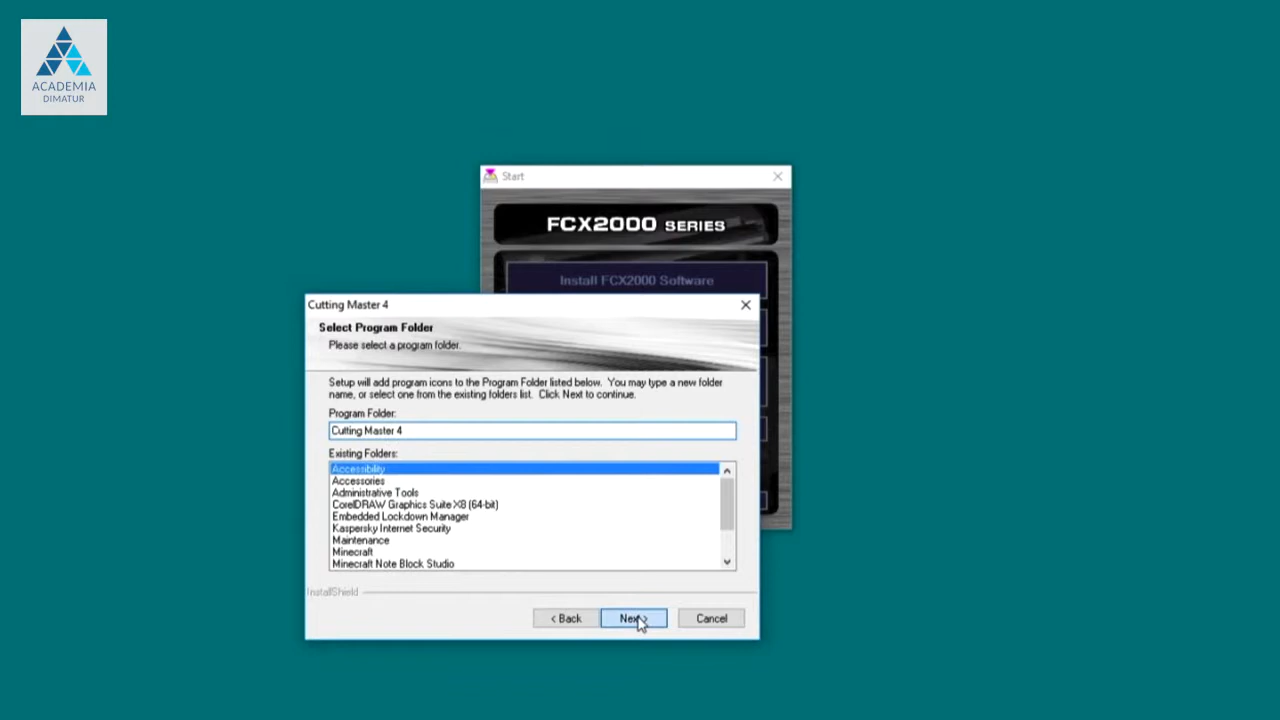 ACADEMIA
DIMATUR
Start
FCX2000 SERIES
Install FCX2000 Software
Cutting Master 4
Select Program Folder
Please select a program folder.
Setup will add program icons to the Program Folder listed below. You may type a new folder
name, or select one from the existing folders list. Click Next to continue.
Program Folder:
Cutting Master 4
Existing Folders:
Accessibility
Accessories
Administrative Tools
CorelDRAW Graphics Suite X8 (64-bit)
Embedded Lockdown Manager
Kaspersky Internet Security
Maintenance
Minecraft
Minecraft Note Block Studio
InstallShield
< Back
Next >
Cancel